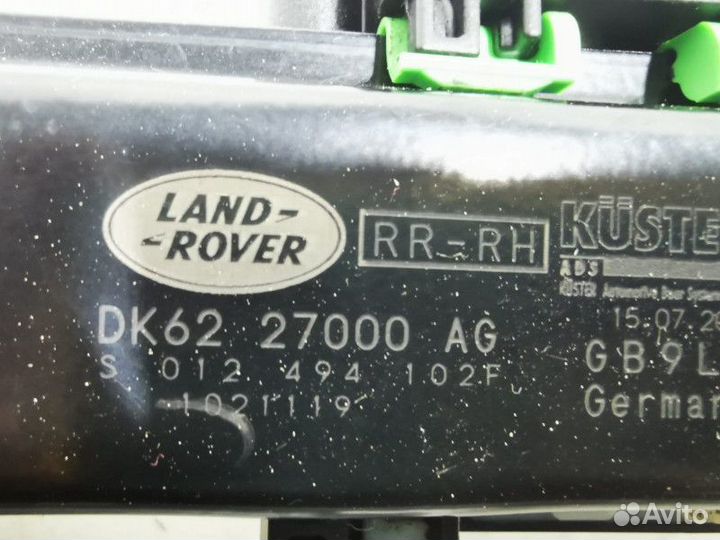 LAND-
-ROVER
RR-RH
KÜSTE
ADS
KÜSTER Automotive Door System
DK62 27000 AG
S 012 494 102F
1021119
15.07.20
GB9L
German
Avito